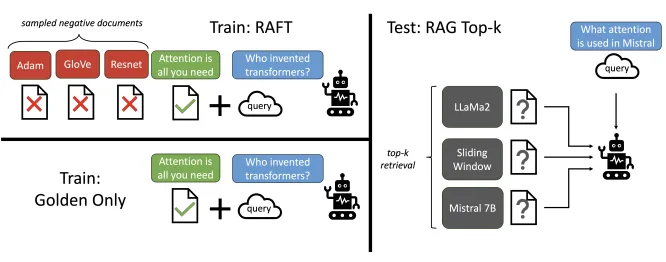 sampled negative documents
Train: RAFT
Adam
GloVe
Resnet
Attention is
all you need
Who invented
transformers?
query
Train:
Golden Only
Attention is
all you need
Who invented
transformers?
query
Test: RAG Top-k
What attention
is used in Mistral
query
top-k
retrieval
LLaMa2
?
Sliding
Window
?
Mistral 7B
?